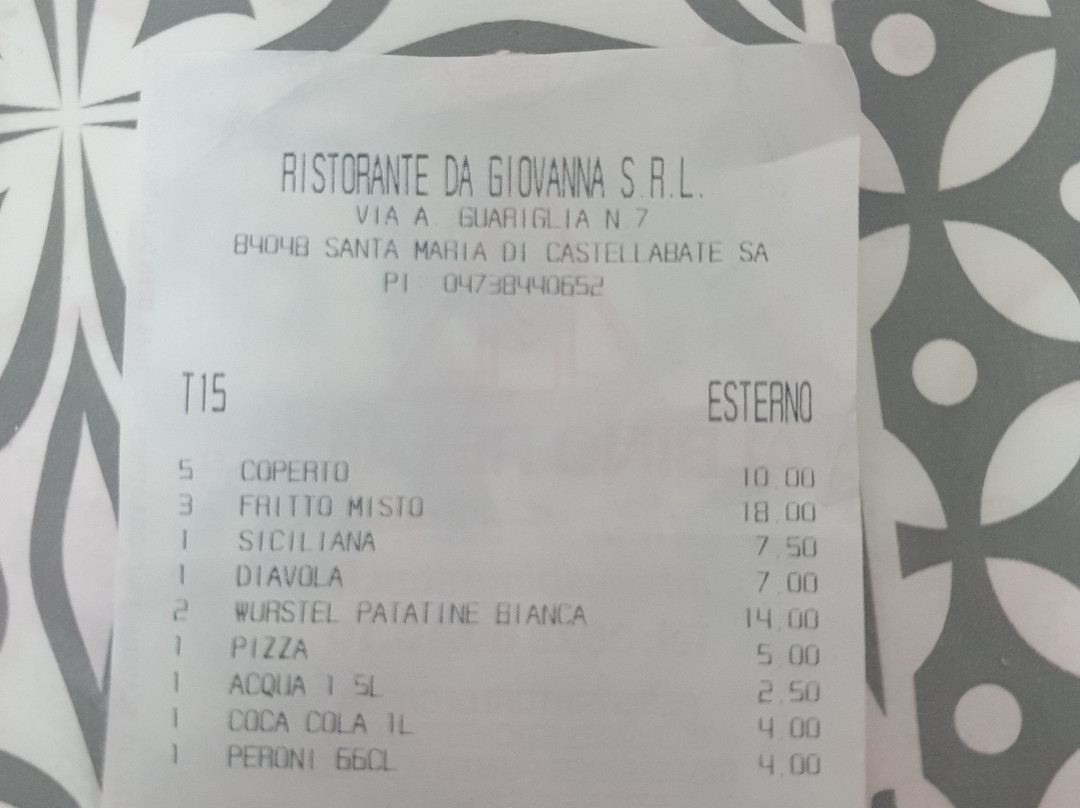 RISTORANTE DA GIOVANNA S.R.L.
VIA A. GUARIGLIA N.7
84048 SANTA MARIA DI CASTELLABATE SA
PI 04738440652
T15 ESTERNO
5 COPERTO 10.00
3 FRITTO MISTO 18.00
1 SICILIANA 7.50
1 DIAVOLA 7.00
2 WURSTEL PATATINE BIANCA 14.00
1 PIZZA 5.00
1 ACQUA 1 5L 2.50
1 COCA COLA 1L 4.00
1 PERONI 66CL 4.00